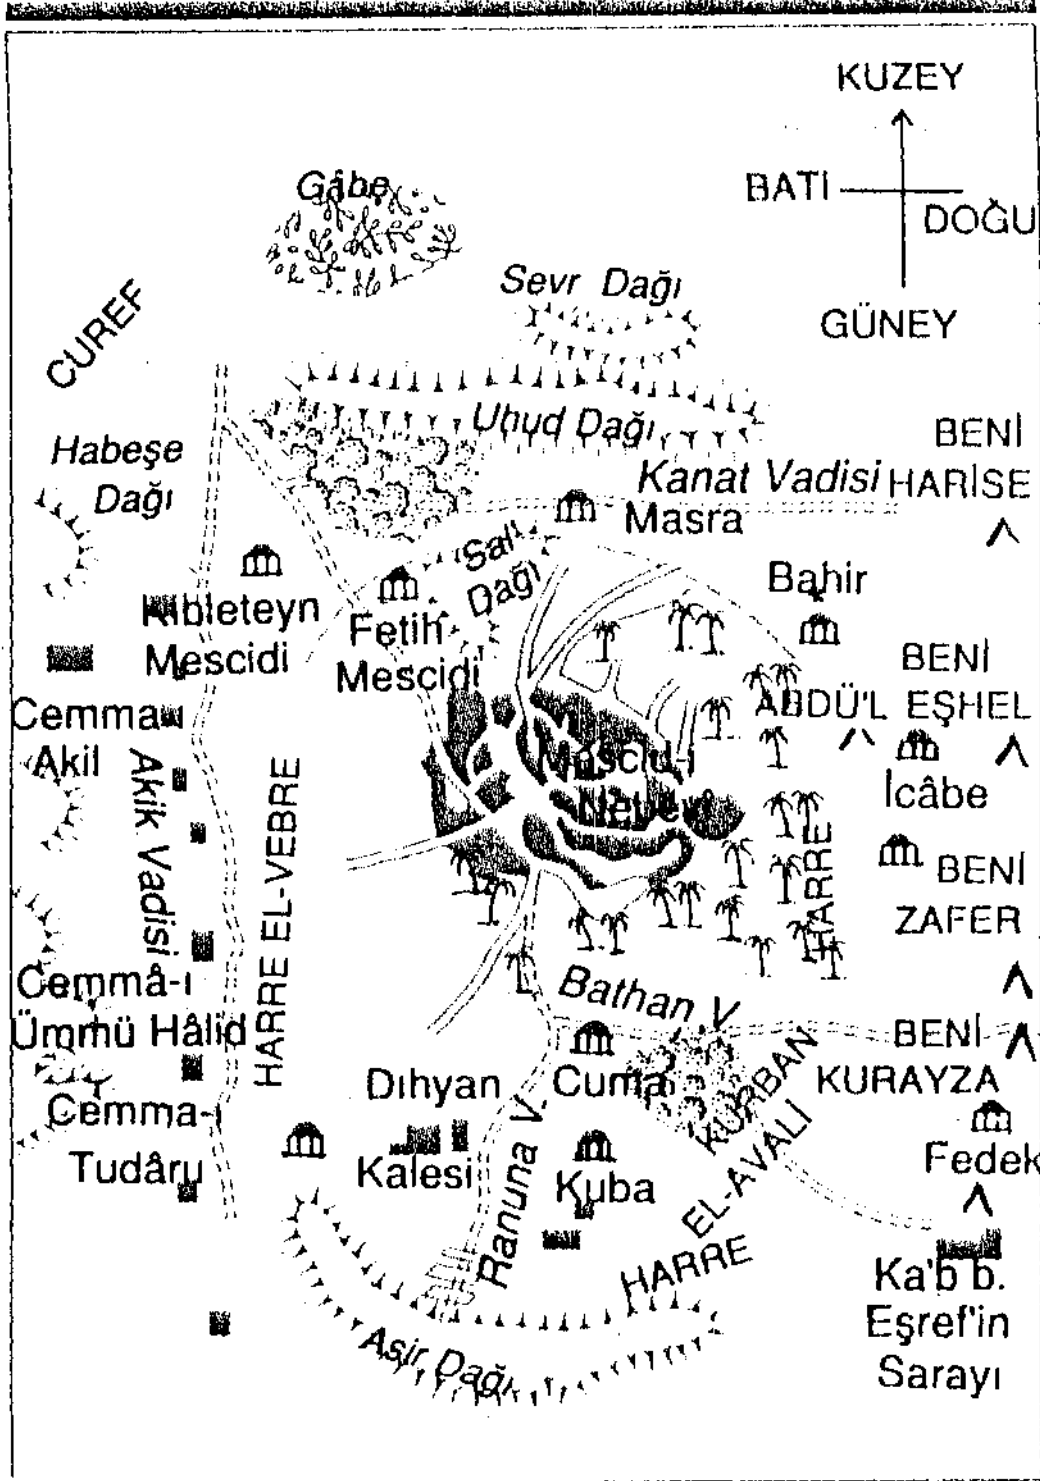 KUZEY
BATI
DOĞU
GÜNEY
Gâbe
Sevr Dağı
CUREF
Uhud Dağı
Habeşe
Dağı
BENİ
HARİSE
Kanat Vadisi
Masra
Sal'
Dağı
Bahir
Kıbleteyn
Mescidi
Fetih
Mescidi
BENİ
ABDÜ'L EŞHEL
Cemma
Akil
Mescid-i
Nebevî
İcâbe
Akik Vadisi
HARRE EL-VEBRE
HARRE
BENİ
ZAFER
Cemmâ-ı
Ümmü Hâlid
Bathan V.
BENİ
KURAYZA
Cuma
KURBAN
Dıhyan
Kalesi
Cemma-ı
Tudâru
Ranuna V.
Kuba
EL-AVALİ
HARRE
Fedek
Ka'b b.
Eşref'in
Sarayı
Asir Dağı